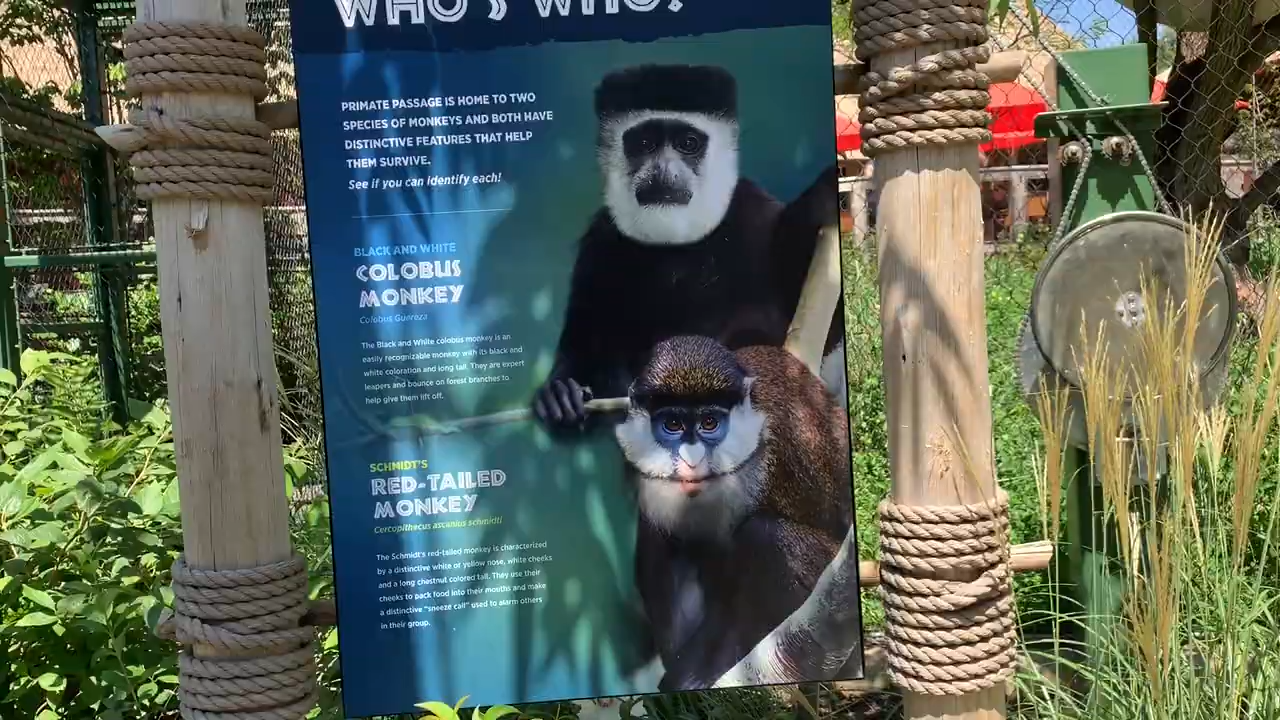 WHO'S WHO?
PRIMATE PASSAGE IS HOME TO TWO
SPECIES OF MONKEYS AND BOTH HAVE
DISTINCTIVE FEATURES THAT HELP
THEM SURVIVE.
See if you can identify each!
BLACK AND WHITE
COLOBUS
MONKEY
Colobus Guereza
The Black and White colobus monkey is an
easily recognizable monkey with its black and
white coloration and long tail. They are expert
leapers and bounce on forest branches to
help give them lift off.
SCHMIDT'S
RED-TAILED
MONKEY
Cercopithecus ascanius schmidti
The Schmidt's red-tailed monkey is characterized
by a distinctive white or yellow nose, white cheeks
and a long chestnut colored tail. They use their
cheeks to pack food into their mouths and make
a distinctive "sneeze call" used to alarm others
in their group.